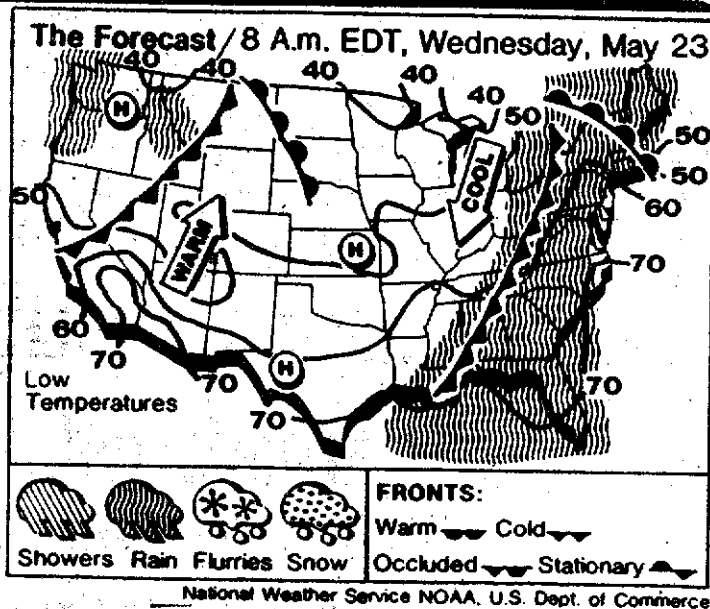 The Forecast / 8 A.m. EDT, Wednesday, May 23
40 40 40 40 40
50
50
50
50
60
70
H
H
H
WARM
COOL
60
70
70
70
70
Low
Temperatures
Showers Rain Flurries Snow
FRONTS:
Warm Cold
Occluded Stationary
National Weather Service NOAA, U.S. Dept. of Commerce